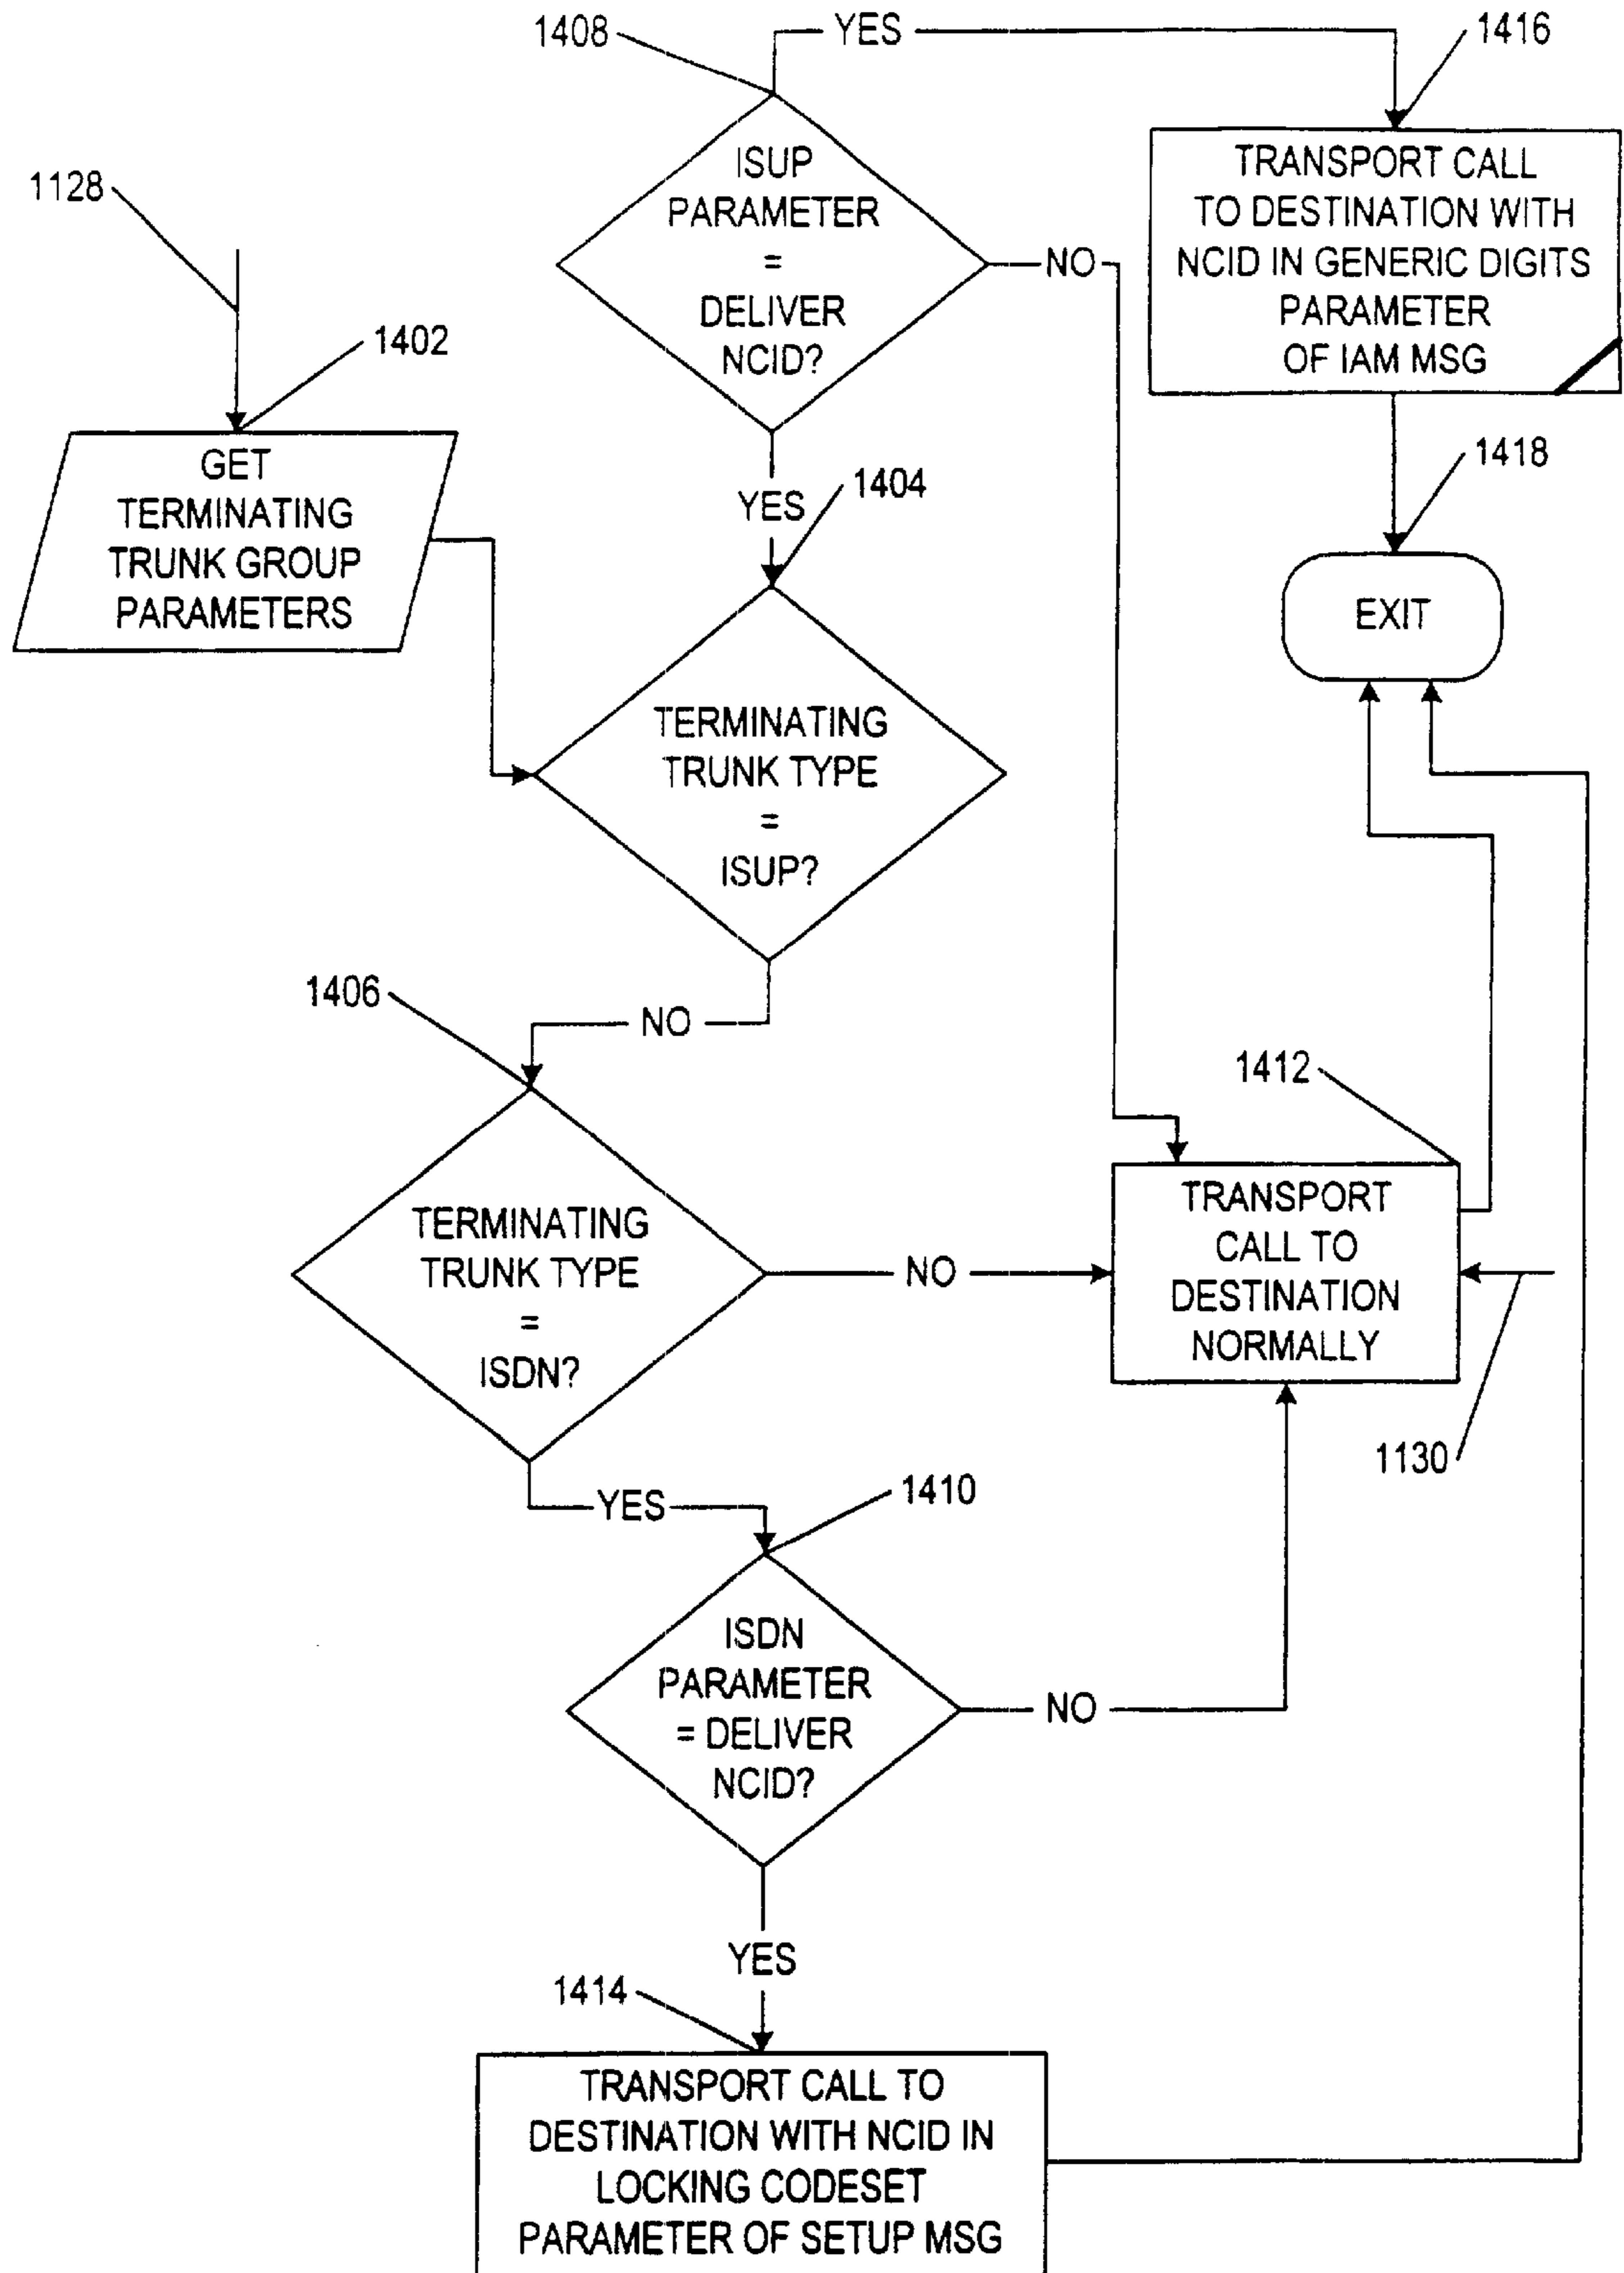 1408
YES
1416
ISUP
PARAMETER
=
DELIVER
NCID?
NO
TRANSPORT CALL
TO DESTINATION WITH
NCID IN GENERIC DIGITS
PARAMETER
OF IAM MSG
1128
1402
GET
TERMINATING
TRUNK GROUP
PARAMETERS
YES
1404
1418
EXIT
TERMINATING
TRUNK TYPE
=
ISUP?
1406
NO
1412
TERMINATING
TRUNK TYPE
=
ISDN?
NO
TRANSPORT
CALL TO
DESTINATION
NORMALLY
1130
YES
1410
ISDN
PARAMETER
= DELIVER
NCID?
NO
YES
1414
TRANSPORT CALL TO
DESTINATION WITH NCID IN
LOCKING CODESET
PARAMETER OF SETUP MSG